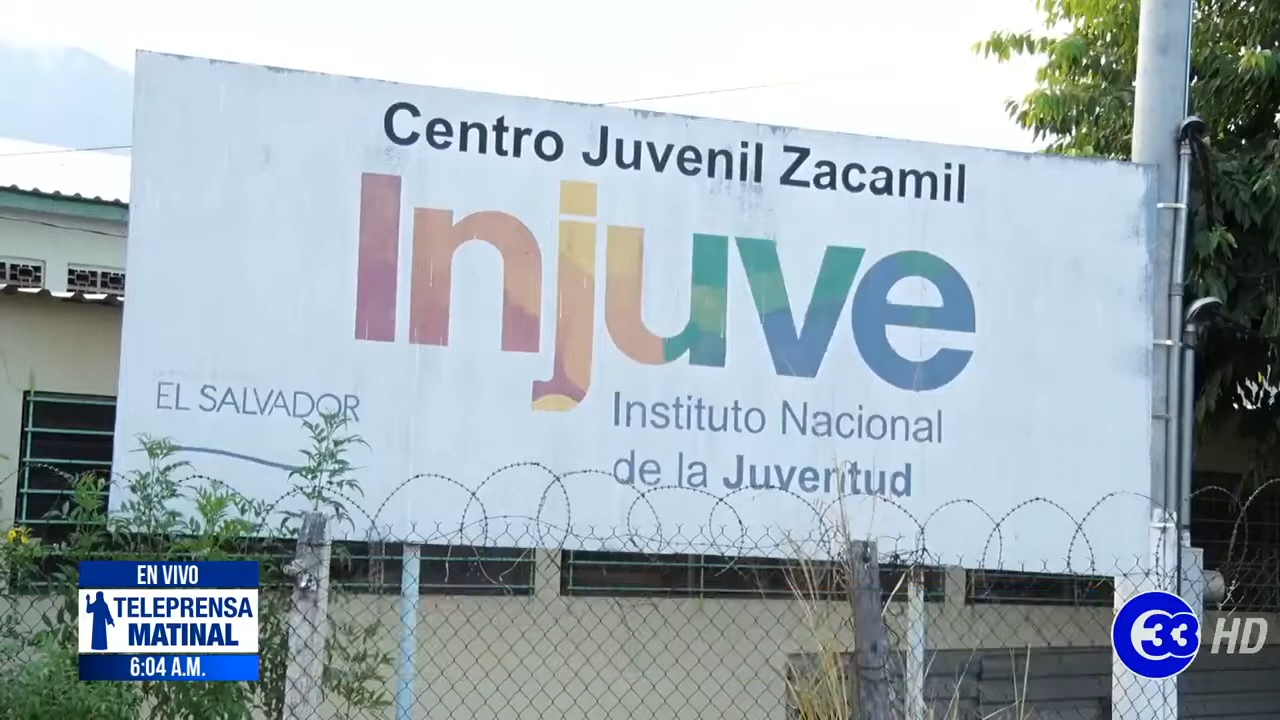 Centro Juvenil Zacamil
Injuve
EL SALVADOR
Instituto Nacional
de la Juventud
EN VIVO
TELEPRENSA
MATINAL
6:04 A.M.
33 HD